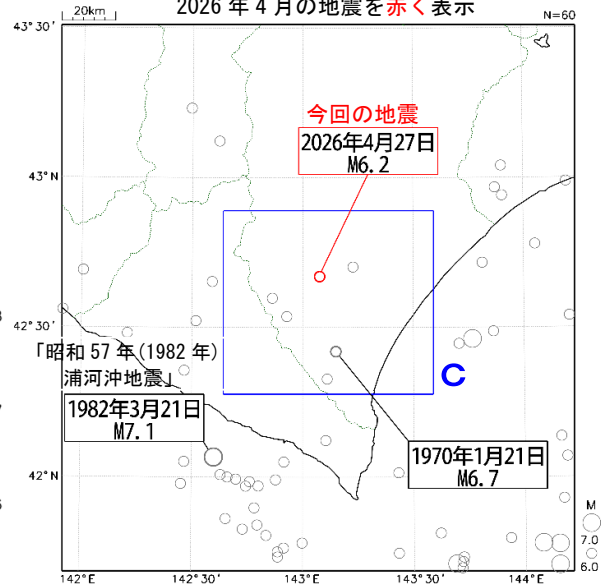 2026 年 4 月の地震を赤く表示
20km
N=60
43°30'N
今回の地震
2026年4月27日
M6.2
43°N
42°30'N
「昭和 57 年(1982 年)
浦河沖地震」
1982年3月21日
M7.1
C
1970年1月21日
M6.7
42°N
M
7.0
6.0
142°E
142°30'E
143°E
143°30'E
144°E